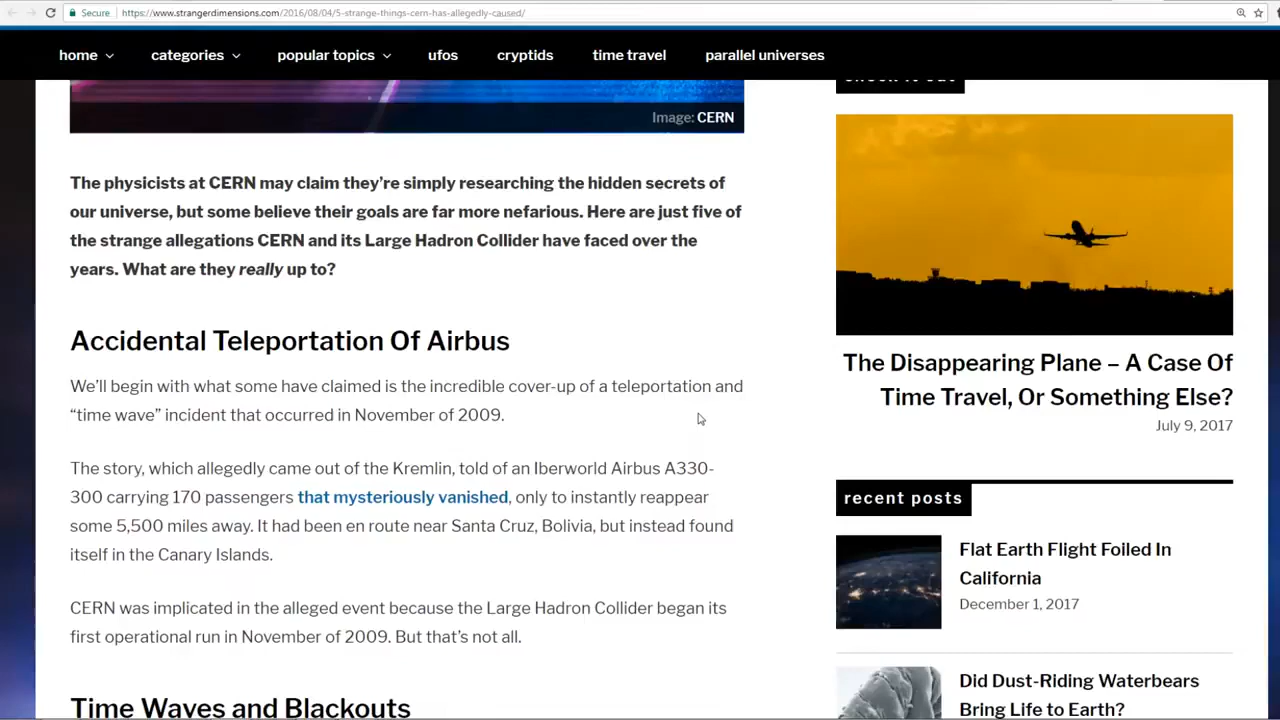 Secure https://www.strangerdimensions.com/2016/08/04/5-strange-things-cern-has-allegedly-caused/
home categories popular topics ufos cryptids time travel parallel universes
Image: CERN
The physicists at CERN may claim they’re simply researching the hidden secrets of
our universe, but some believe their goals are far more nefarious. Here are just five of
the strange allegations CERN and its Large Hadron Collider have faced over the
years. What are they really up to?
Accidental Teleportation Of Airbus
We’ll begin with what some have claimed is the incredible cover-up of a teleportation and
“time wave” incident that occurred in November of 2009.
The story, which allegedly came out of the Kremlin, told of an Iberworld Airbus A330-
300 carrying 170 passengers that mysteriously vanished, only to instantly reappear
some 5,500 miles away. It had been en route near Santa Cruz, Bolivia, but instead found
itself in the Canary Islands.
CERN was implicated in the alleged event because the Large Hadron Collider began its
first operational run in November of 2009. But that’s not all.
Time Waves and Blackouts
check it out
The Disappearing Plane – A Case Of
Time Travel, Or Something Else?
July 9, 2017
recent posts
Flat Earth Flight Foiled In
California
December 1, 2017
Did Dust-Riding Waterbears
Bring Life to Earth?